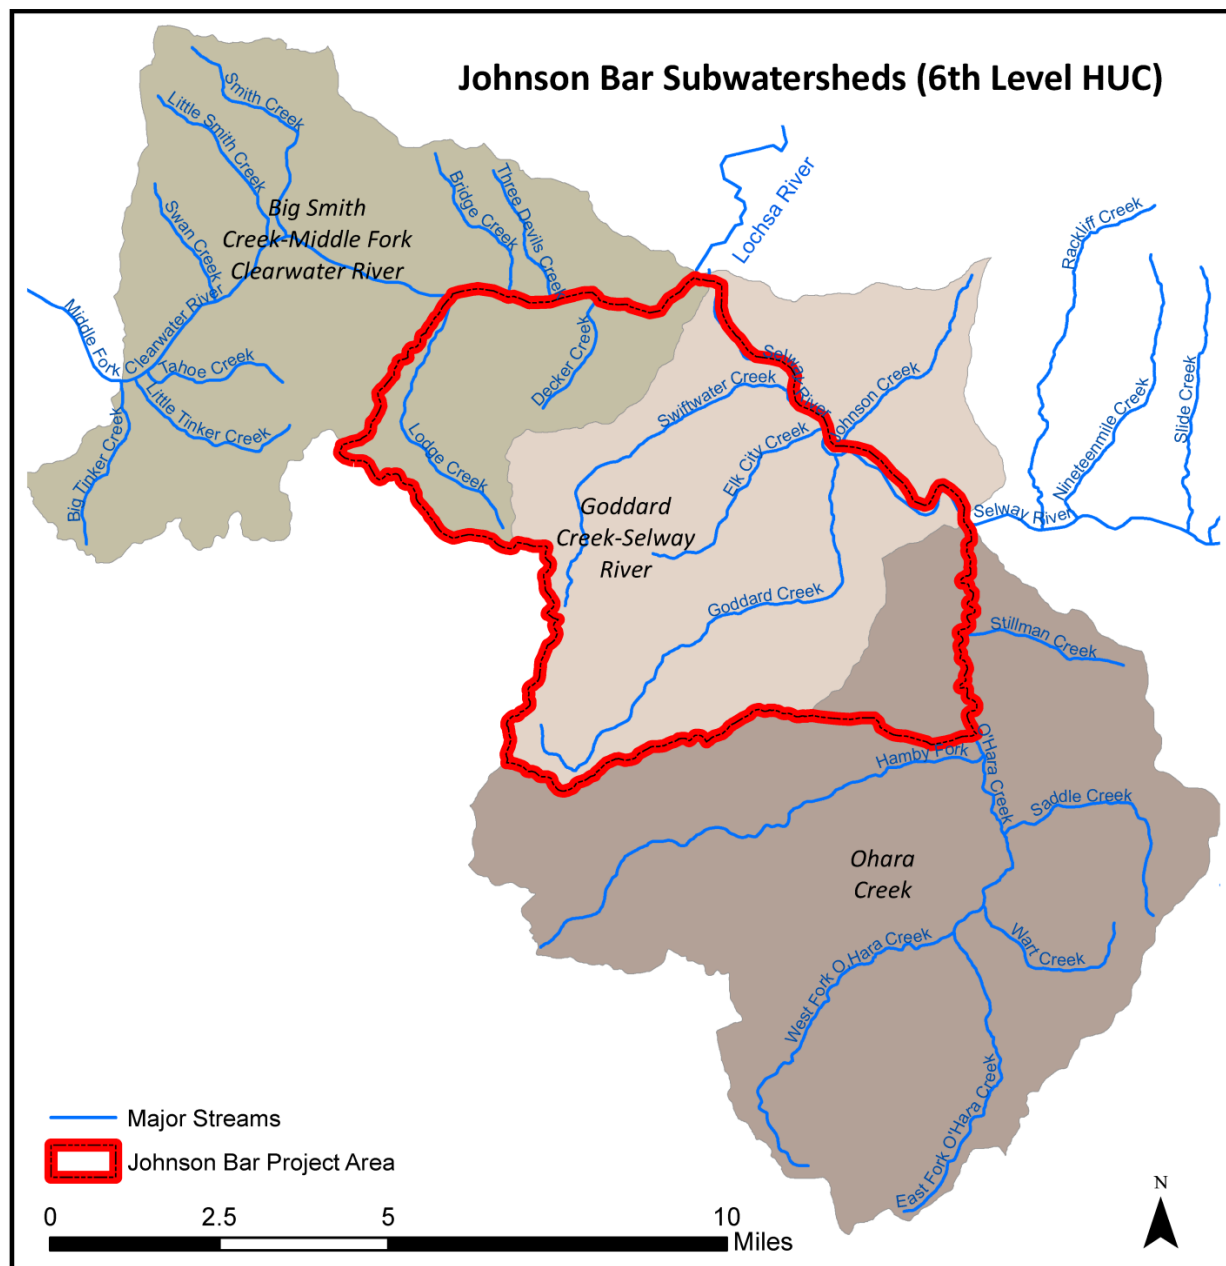 Johnson Bar Subwatersheds (6th Level HUC)
Smith Creek
Little Smith Creek
Swan Creek
Big Smith
Creek-Middle Fork
Clearwater River
Bridge Creek
Three Devils Creek
Lochsa River
Rackliff Creek
Nineteenmile Creek
Slide Creek
Middle Fork
Clearwater River
Tahoe Creek
Little Tinker Creek
Big Tinker Creek
Lodge Creek
Decker Creek
Selway River
Swiftwater Creek
Johnson Creek
Elk City Creek
Goddard
Creek-Selway
River
Selway River
Goddard Creek
Stillman Creek
Hamby Fork
O'Hara Creek
Saddle Creek
Ohara
Creek
West Fork O'Hara Creek
Wart Creek
East Fork O'Hara Creek
Major Streams
Johnson Bar Project Area
0 2.5 5 10
Miles
N